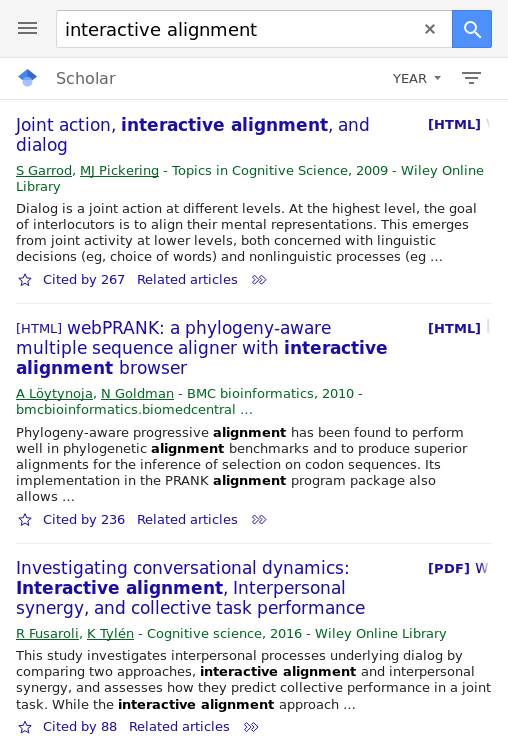 interactive alignment
Scholar
YEAR
Joint action, interactive alignment, and
dialog
[HTML]
S Garrod, MJ Pickering - Topics in Cognitive Science, 2009 - Wiley Online
Library
Dialog is a joint action at different levels. At the highest level, the goal
of interlocutors is to align their mental representations. This emerges
from joint activity at lower levels, both concerned with linguistic
decisions (eg, choice of words) and nonlinguistic processes (eg …
Cited by 267 Related articles
[HTML] webPRANK: a phylogeny-aware
multiple sequence aligner with interactive
alignment browser
[HTML]
A Löytynoja, N Goldman - BMC bioinformatics, 2010 -
bmcbioinformatics.biomedcentral …
Phylogeny-aware progressive alignment has been found to perform
well in phylogenetic alignment benchmarks and to produce superior
alignments for the inference of selection on codon sequences. Its
implementation in the PRANK alignment program package also
allows …
Cited by 236 Related articles
Investigating conversational dynamics:
Interactive alignment, Interpersonal
synergy, and collective task performance
[PDF] W
R Fusaroli, K Tylén - Cognitive science, 2016 - Wiley Online Library
This study investigates interpersonal processes underlying dialog by
comparing two approaches, interactive alignment and interpersonal
synergy, and assesses how they predict collective performance in a joint
task. While the interactive alignment approach …
Cited by 88 Related articles